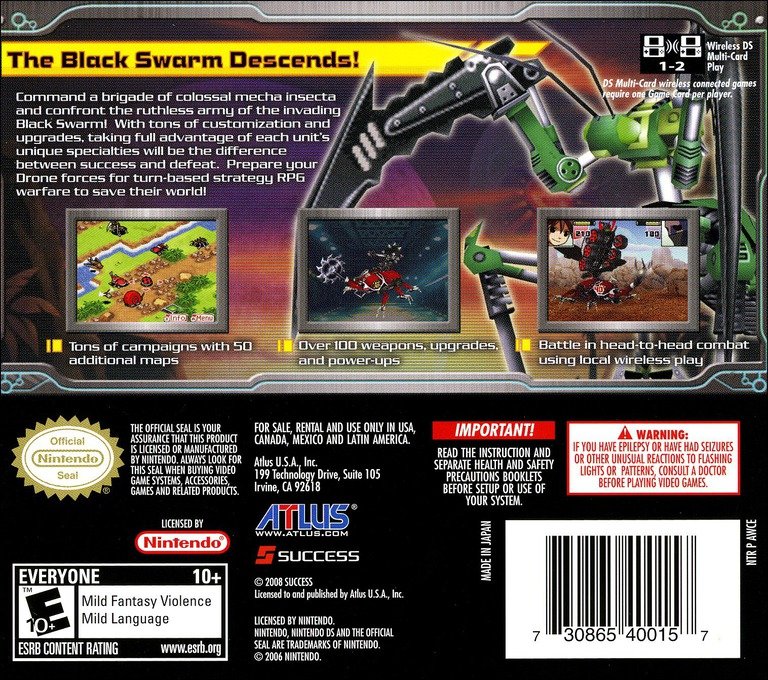 The Black Swarm Descends!
Wireless DS
Multi-Card
Play
1-2
DS Multi-Card wireless connected games
require one Game Card per player.
Command a brigade of colossal mecha insecta
and confront the ruthless army of the invading
Black Swarm! With tons of customization and
upgrades, taking full advantage of each unit's
unique specialties will be the difference
between success and defeat. Prepare your
Drone forces for turn-based strategy RPG
warfare to save their world!
:Info :Menu
210 180
Tons of campaigns with 50
additional maps
Over 100 weapons, upgrades,
and power-ups
Battle in head-to-head combat
using local wireless play
Official
Nintendo
Seal
®
THE OFFICIAL SEAL IS YOUR
ASSURANCE THAT THIS PRODUCT
IS LICENSED OR MANUFACTURED
BY NINTENDO. ALWAYS LOOK FOR
THIS SEAL WHEN BUYING VIDEO
GAME SYSTEMS, ACCESSORIES,
GAMES AND RELATED PRODUCTS.
LICENSED BY
Nintendo®
EVERYONE 10+
TM
E
10+
Mild Fantasy Violence
Mild Language
ESRB CONTENT RATING www.esrb.org
FOR SALE, RENTAL AND USE ONLY IN USA,
CANADA, MEXICO AND LATIN AMERICA.
Atlus U.S.A., Inc.
199 Technology Drive, Suite 105
Irvine, CA 92618
ATLUS®
WWW.ATLUS.COM
SUCCESS
© 2008 SUCCESS
Licensed to and published by Atlus U.S.A., Inc.
LICENSED BY NINTENDO.
NINTENDO, NINTENDO DS AND THE OFFICIAL
SEAL ARE TRADEMARKS OF NINTENDO.
© 2006 NINTENDO.
IMPORTANT!
READ THE INSTRUCTION AND
SEPARATE HEALTH AND SAFETY
PRECAUTIONS BOOKLETS
BEFORE SETUP OR USE OF
YOUR SYSTEM.
WARNING:
IF YOU HAVE EPILEPSY OR HAVE HAD SEIZURES
OR OTHER UNUSUAL REACTIONS TO FLASHING
LIGHTS OR PATTERNS, CONSULT A DOCTOR
BEFORE PLAYING VIDEO GAMES.
MADE IN JAPAN
7 30865 40015 7
NTR P AWCE